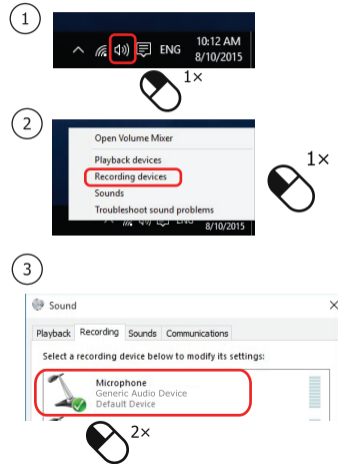 1
ENG
10:12 AM
8/10/2015
1×
2
Open Volume Mixer
Playback devices
Recording devices
Sounds
Troubleshoot sound problems
8/10/2015
1×
3
Sound
Playback Recording Sounds Communications
Select a recording device below to modify its settings:
Microphone
Generic Audio Device
Default Device
2×